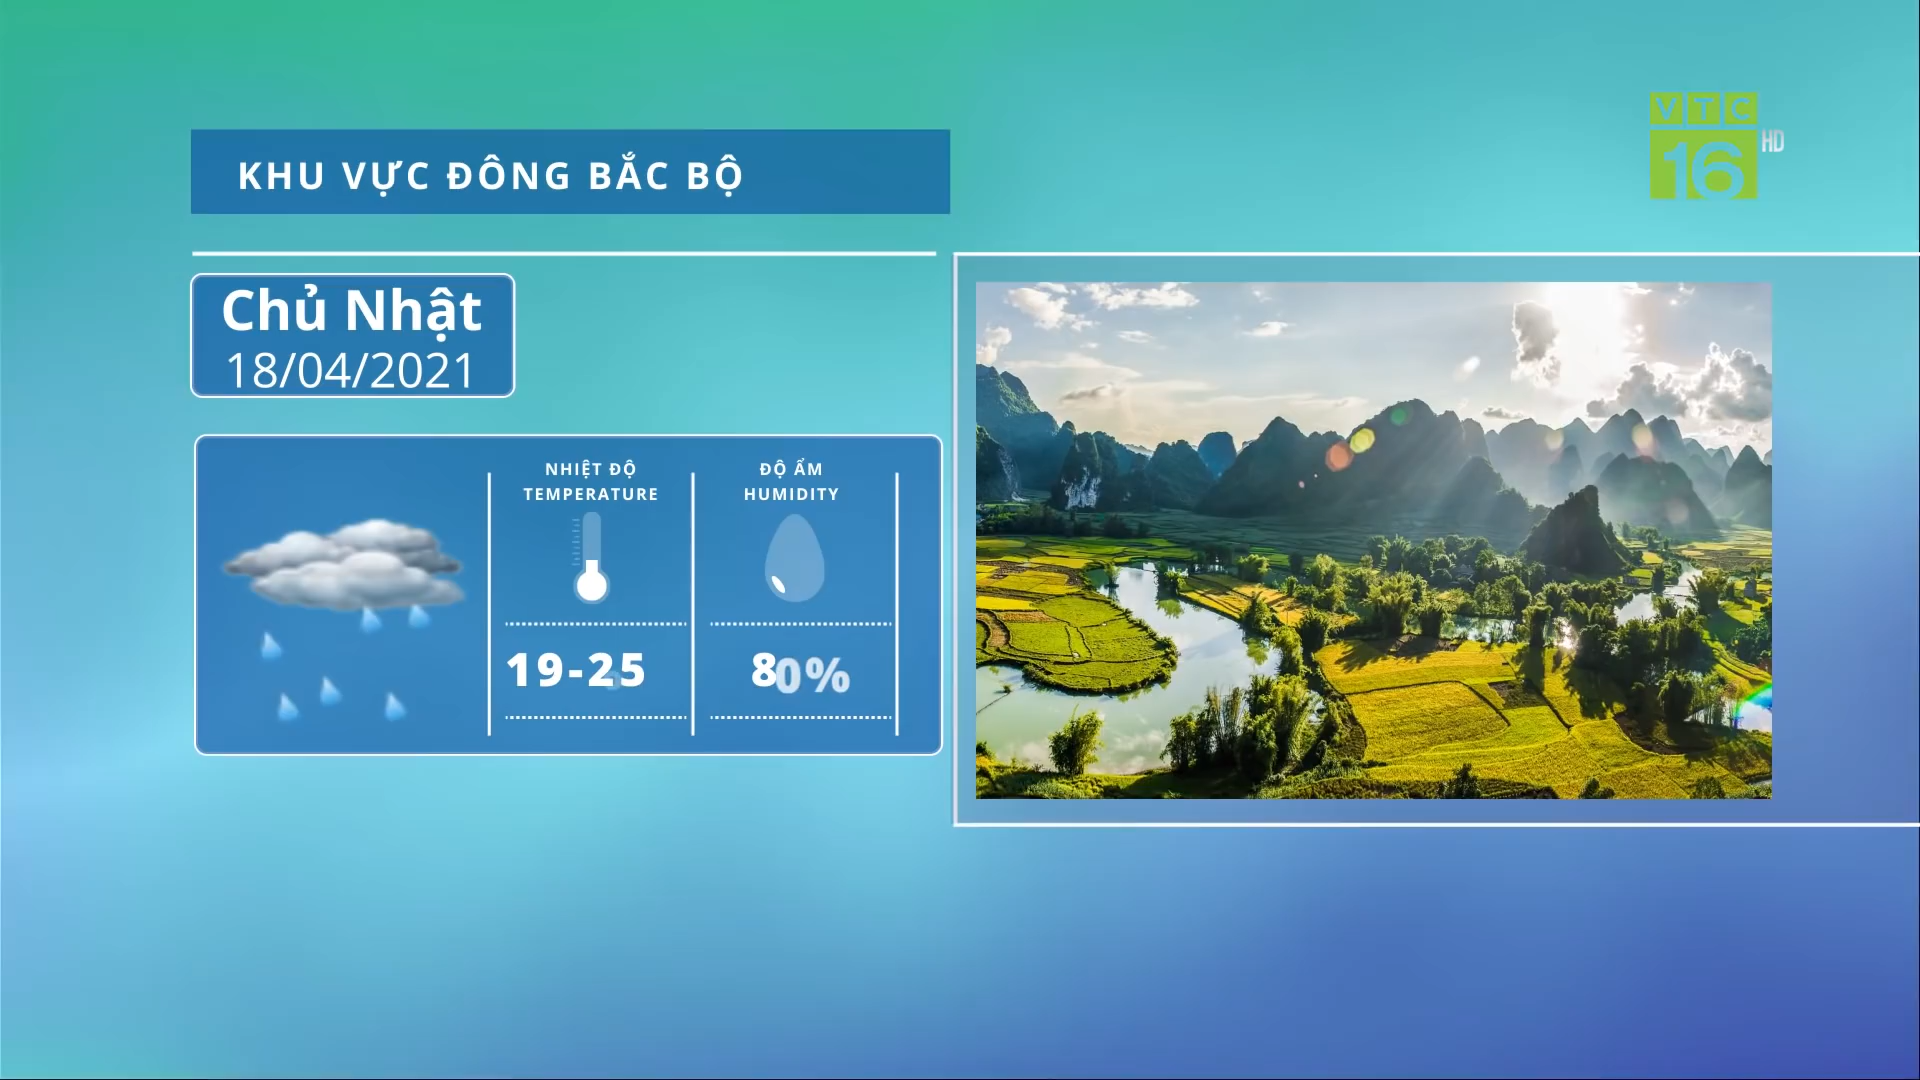 KHU VỰC ĐÔNG BẮC BỘ
VTC
16 HD
Chủ Nhật
18/04/2021
NHIỆT ĐỘ
TEMPERATURE
19-25
ĐỘ ẨM
HUMIDITY
80%